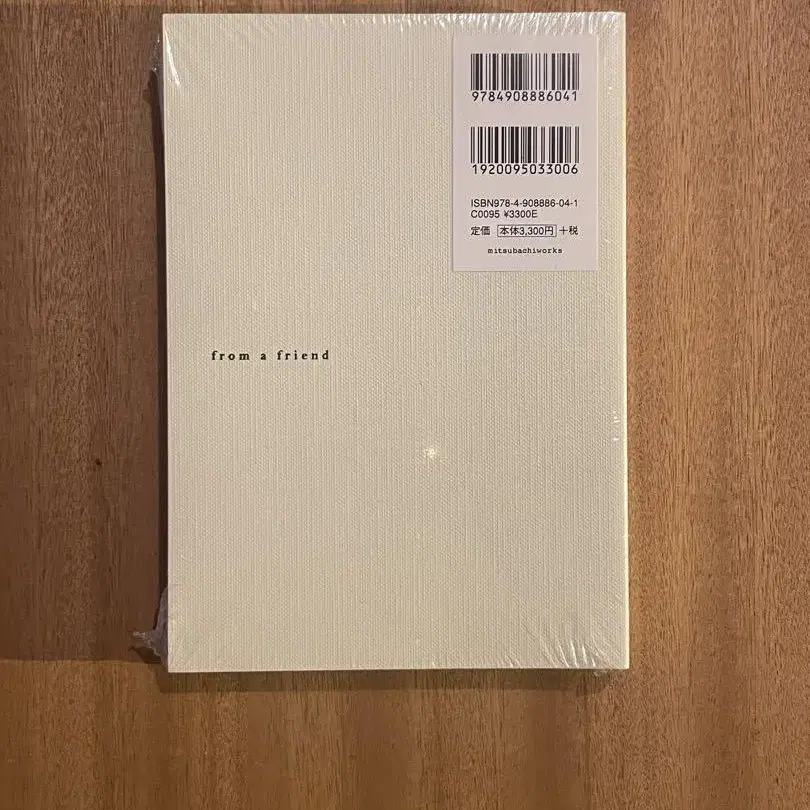 9784908886041
1920095033006
ISBN978-4-908886-04-1
C0095 ¥3300E
定価 本体3,300円 +税
mitsubachiworks
from a friend